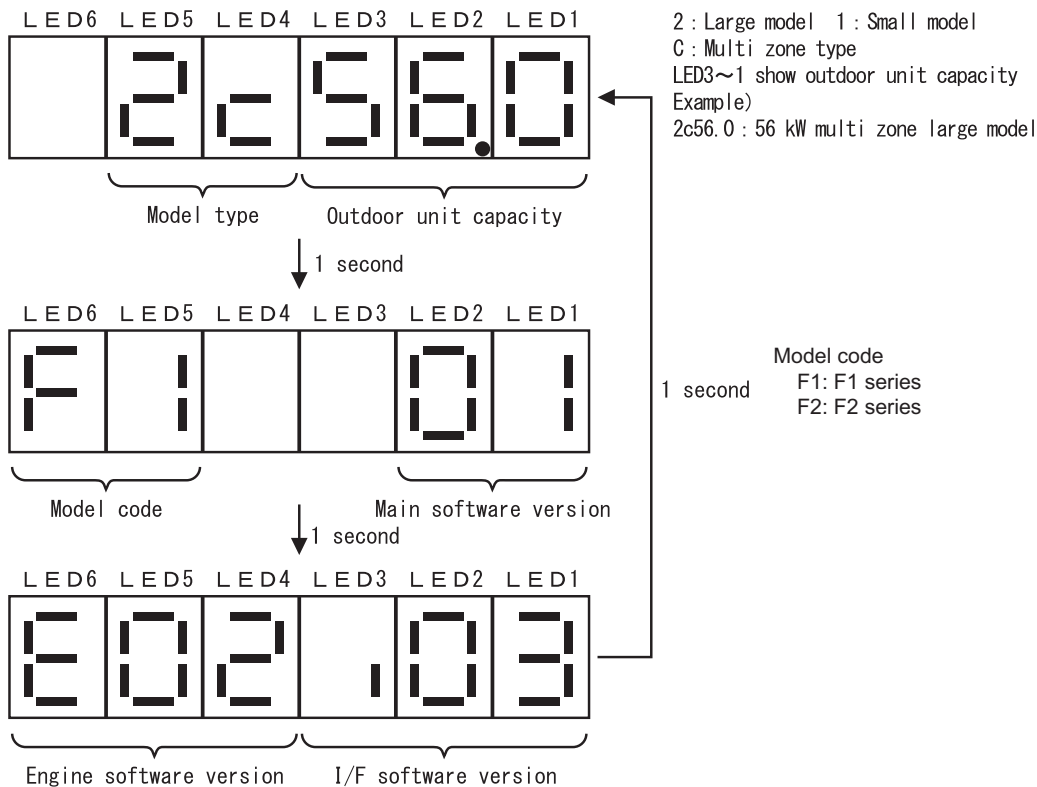 LED6 LED5 LED4 LED3 LED2 LED1
2c56.0
Model type
Outdoor unit capacity
2 : Large model 1 : Small model
C : Multi zone type
LED3～1 show outdoor unit capacity
Example)
2c56.0 : 56 kW multi zone large model
1 second
LED6 LED5 LED4 LED3 LED2 LED1
F1 01
Model code
Main software version
1 second
Model code
F1: F1 series
F2: F2 series
1 second
LED6 LED5 LED4 LED3 LED2 LED1
E02 ı03
Engine software version
I/F software version